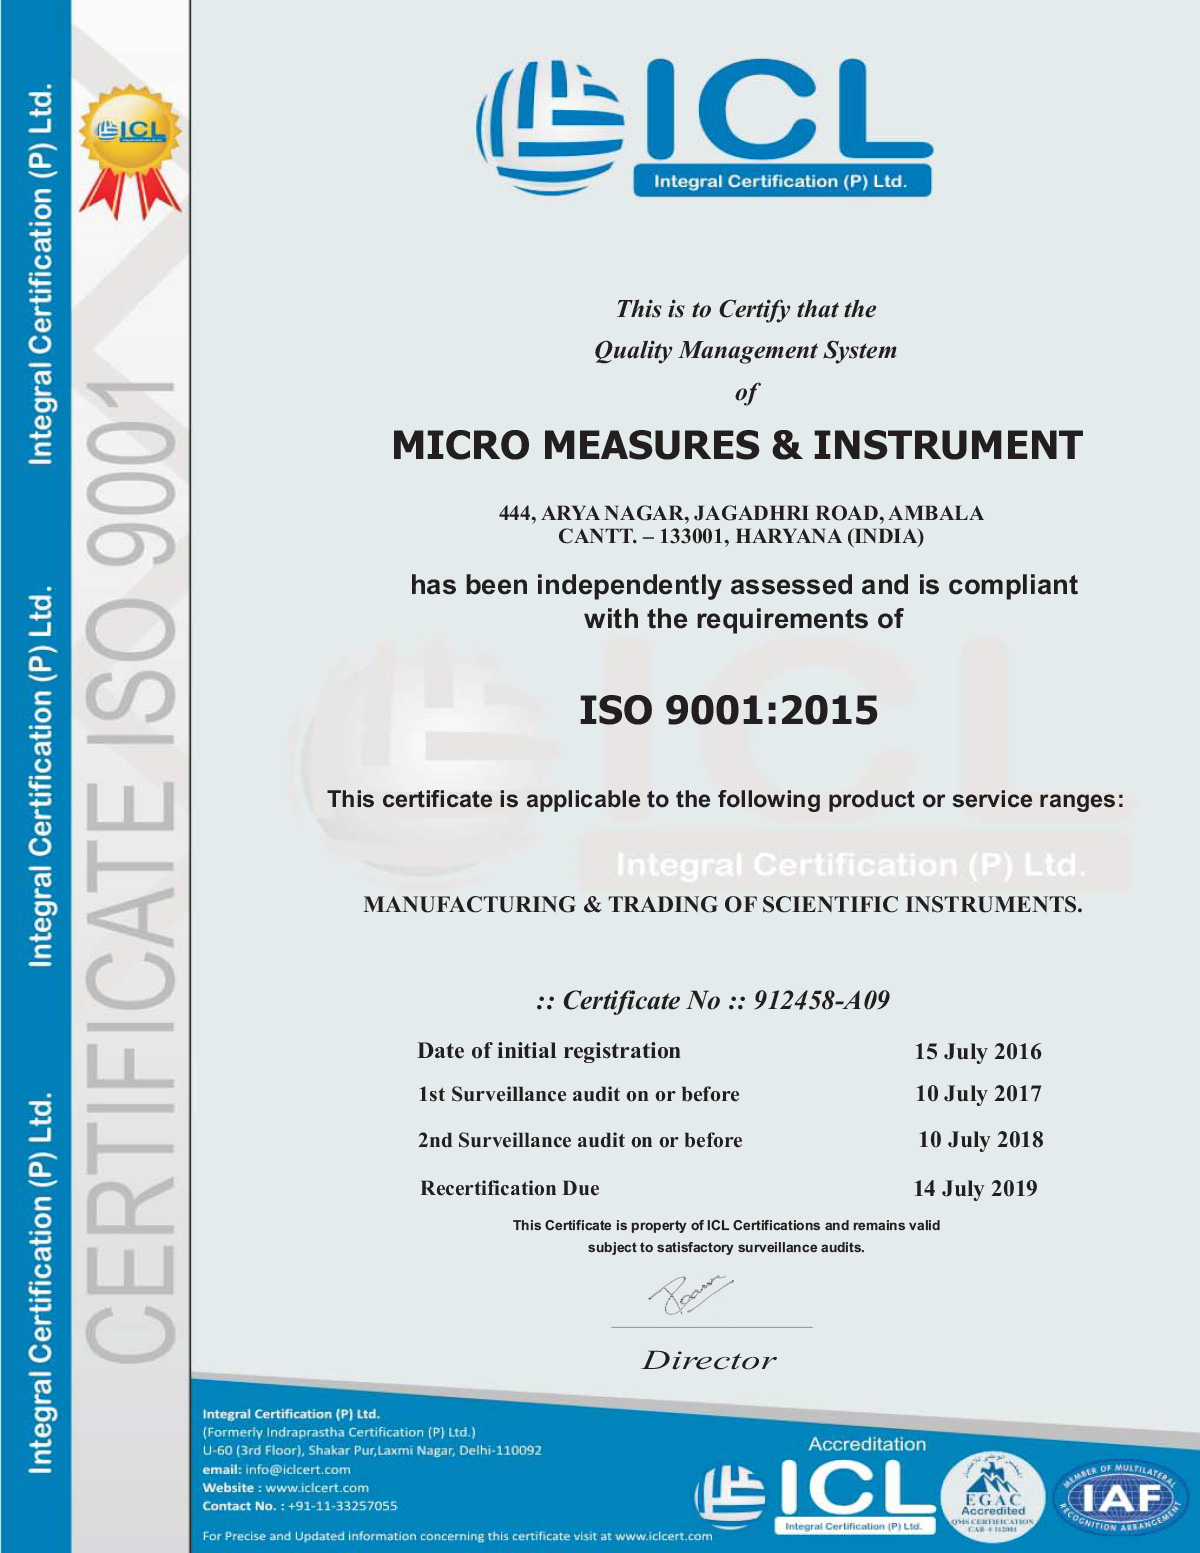 Integral Certification (P) Ltd.
Integral Certification (P) Ltd.
Integral Certification (P) Ltd.
CERTIFICATE ISO 9001
ICL
ICL
Integral Certification (P) Ltd.
This is to Certify that the
Quality Management System
of
MICRO MEASURES & INSTRUMENT
444, ARYA NAGAR, JAGADHRI ROAD, AMBALA
CANTT. – 133001, HARYANA (INDIA)
has been independently assessed and is compliant
with the requirements of
ICL
ISO 9001:2015
This certificate is applicable to the following product or service ranges:
Integral Certification (P) Ltd.
MANUFACTURING & TRADING OF SCIENTIFIC INSTRUMENTS.
:: Certificate No :: 912458-A09
Date of initial registration 15 July 2016
1st Surveillance audit on or before 10 July 2017
2nd Surveillance audit on or before 10 July 2018
Recertification Due 14 July 2019
This Certificate is property of ICL Certifications and remains valid
subject to satisfactory surveillance audits.
Director
Integral Certification (P) Ltd.
(Formerly Indraprastha Certification (P) Ltd.)
U-60 (3rd Floor), Shakar Pur,Laxmi Nagar, Delhi-110092
email: info@iclcert.com
Website : www.iclcert.com
Contact No. : +91-11-33257055
For Precise and Updated information concerning this certificate visit at www.iclcert.com
Accreditation
ICL
Integral Certification (P) Ltd.
EGAC
Accredited
QMS CERTIFICATION
CAB
MEMBER OF MULTILATERAL
IAF
RECOGNITION ARRANGEMENT